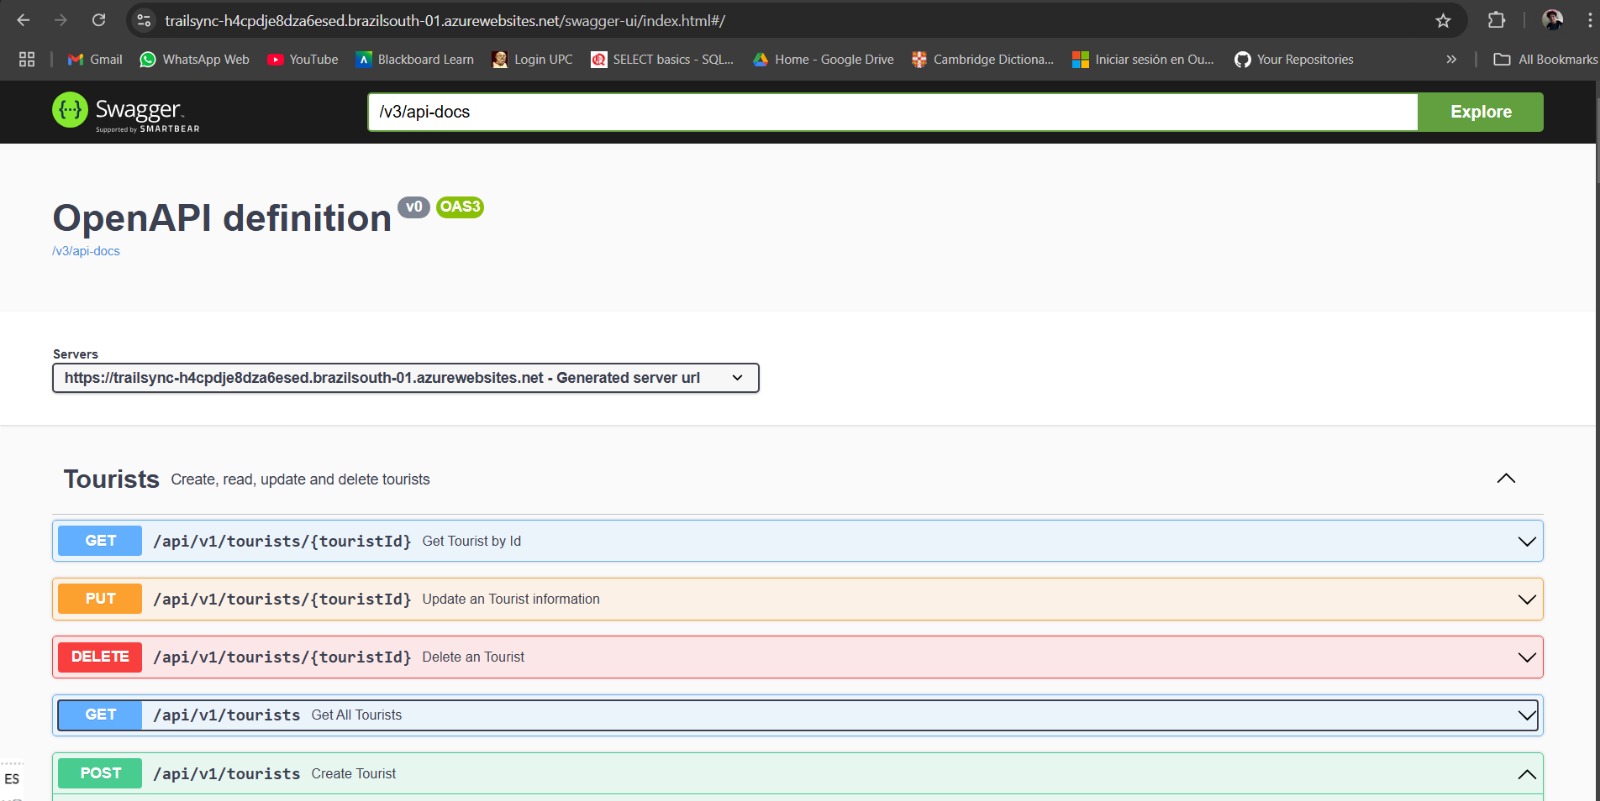 trailsync-h4cpdje8dza6esed.brazilsouth-01.azurewebsites.net/swagger-ui/index.html#/
Gmail WhatsApp Web YouTube Blackboard Learn Login UPC SELECT basics - SQL... Home - Google Drive Cambridge Dictiona... Iniciar sesión en Ou... Your Repositories » All Bookmarks
{···} Swagger™ /v3/api-docs Explore
Supported by SMARTBEAR
OpenAPI definition v0 OAS3
/v3/api-docs
Servers
https://trailsync-h4cpdje8dza6esed.brazilsouth-01.azurewebsites.net - Generated server url
Tourists Create, read, update and delete tourists
GET /api/v1/tourists/{touristId} Get Tourist by Id
PUT /api/v1/tourists/{touristId} Update an Tourist information
DELETE /api/v1/tourists/{touristId} Delete an Tourist
GET /api/v1/tourists Get All Tourists
POST /api/v1/tourists Create Tourist
ES